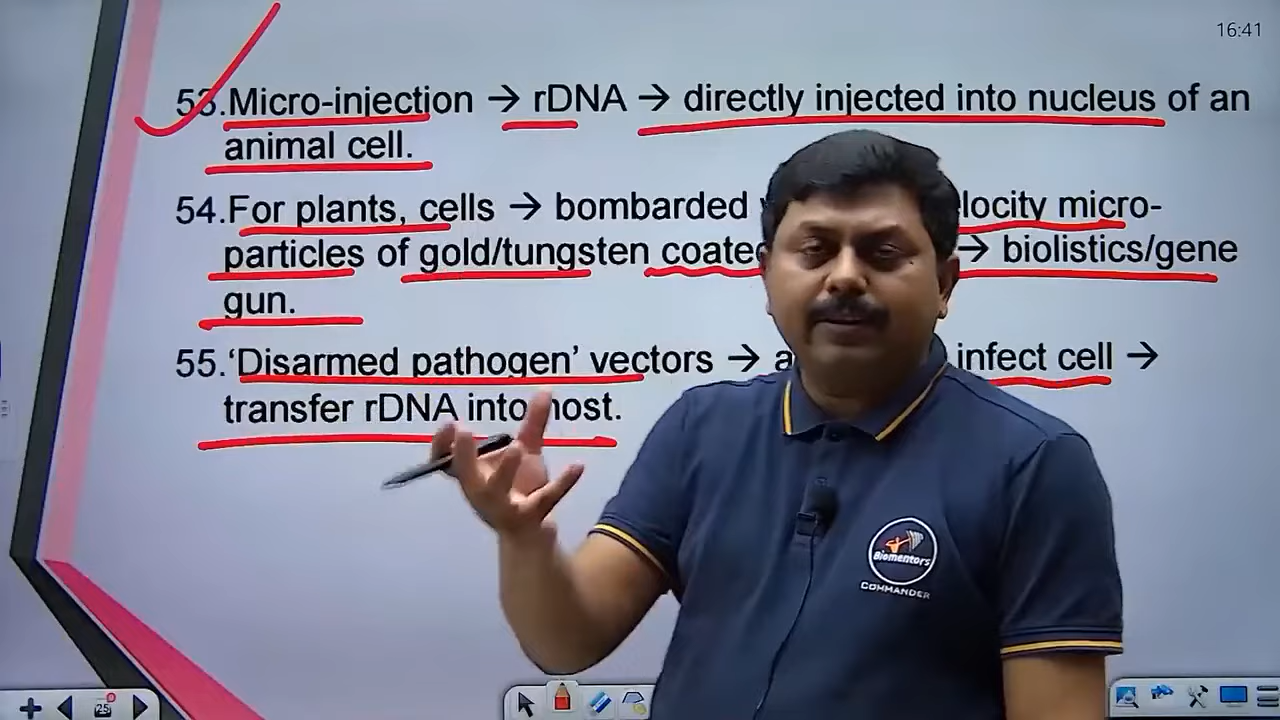 16:41
53.Micro-injection → rDNA → directly injected into nucleus of an
animal cell.
54.For plants, cells → bombarded locity micro-
particles of gold/tungsten coate → biolistics/gene
gun.
55.‘Disarmed pathogen’ vectors → a infect cell →
transfer rDNA into host.
Biomentors
COMMANDER
25